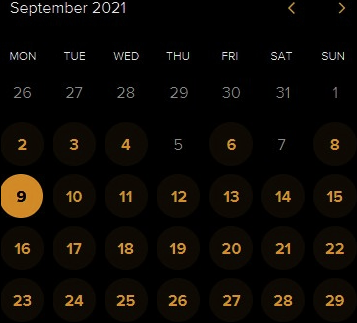 September 2021
MON TUE WED THU FRI SAT SUN
26 27 28 29 30 31 1
2 3 4 5 6 7 8
9 10 11 12 13 14 15
16 17 18 19 20 21 22
23 24 25 26 27 28 29